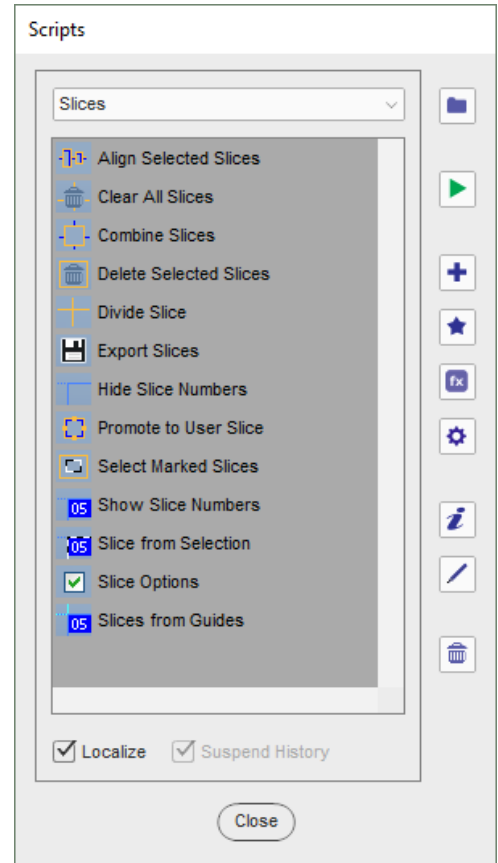 Scripts
Slices
Align Selected Slices
Clear All Slices
Combine Slices
Delete Selected Slices
Divide Slice
Export Slices
Hide Slice Numbers
Promote to User Slice
Select Marked Slices
05 Show Slice Numbers
05 Slice from Selection
Slice Options
05 Slices from Guides
fx
i
Localize Suspend History
Close